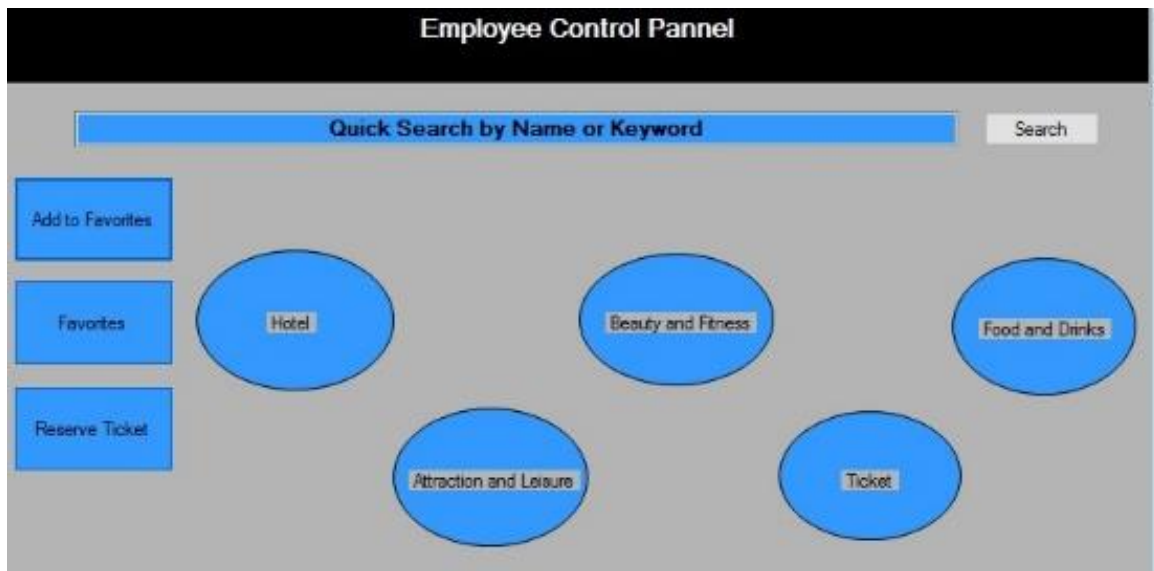 Employee Control Pannel
Quick Search by Name or Keyword
Search
Add to Favorites
Favorites
Reserve Ticket
Hotel
Beauty and Fitness
Food and Drinks
Attraction and Leisure
Ticket